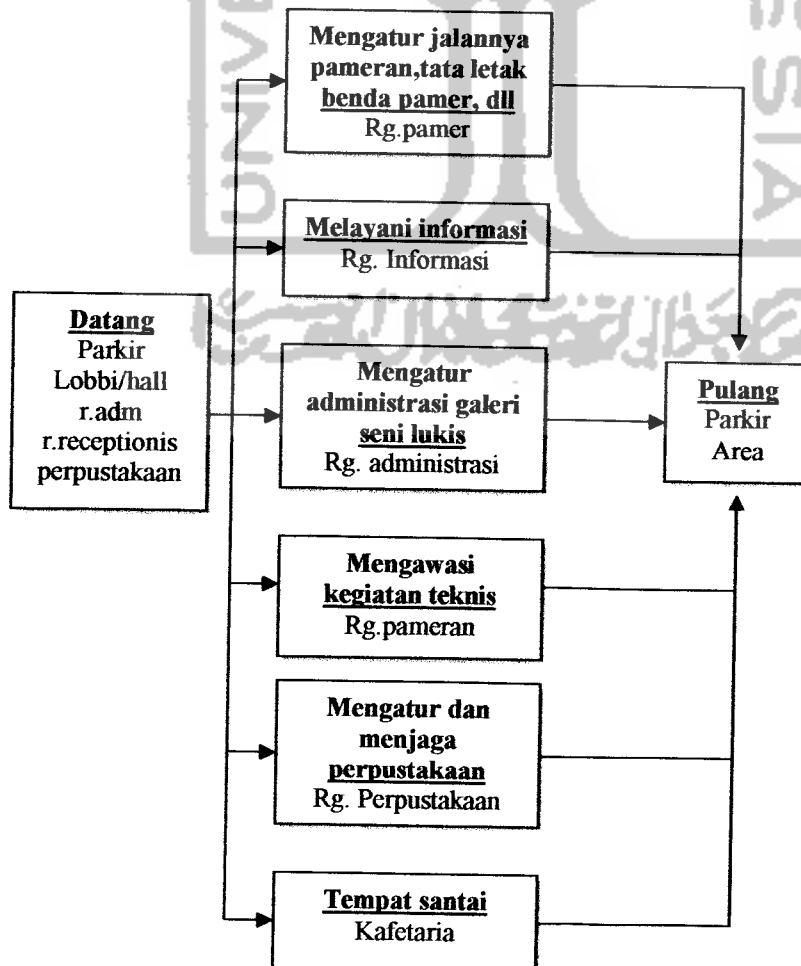 Mengatur jalannya
pameran,tata letak
benda pamer, dll
Rg.pamer
Melayani informasi
Rg. Informasi
Datang
Parkir
Lobbi/hall
r.adm
r.receptionis
perpustakaan
Mengatur
administrasi galeri
seni lukis
Rg. administrasi
Pulang
Parkir
Area
Mengawasi
kegiatan teknis
Rg.pameran
Mengatur dan
menjaga
perpustakaan
Rg. Perpustakaan
Tempat santai
Kafetaria